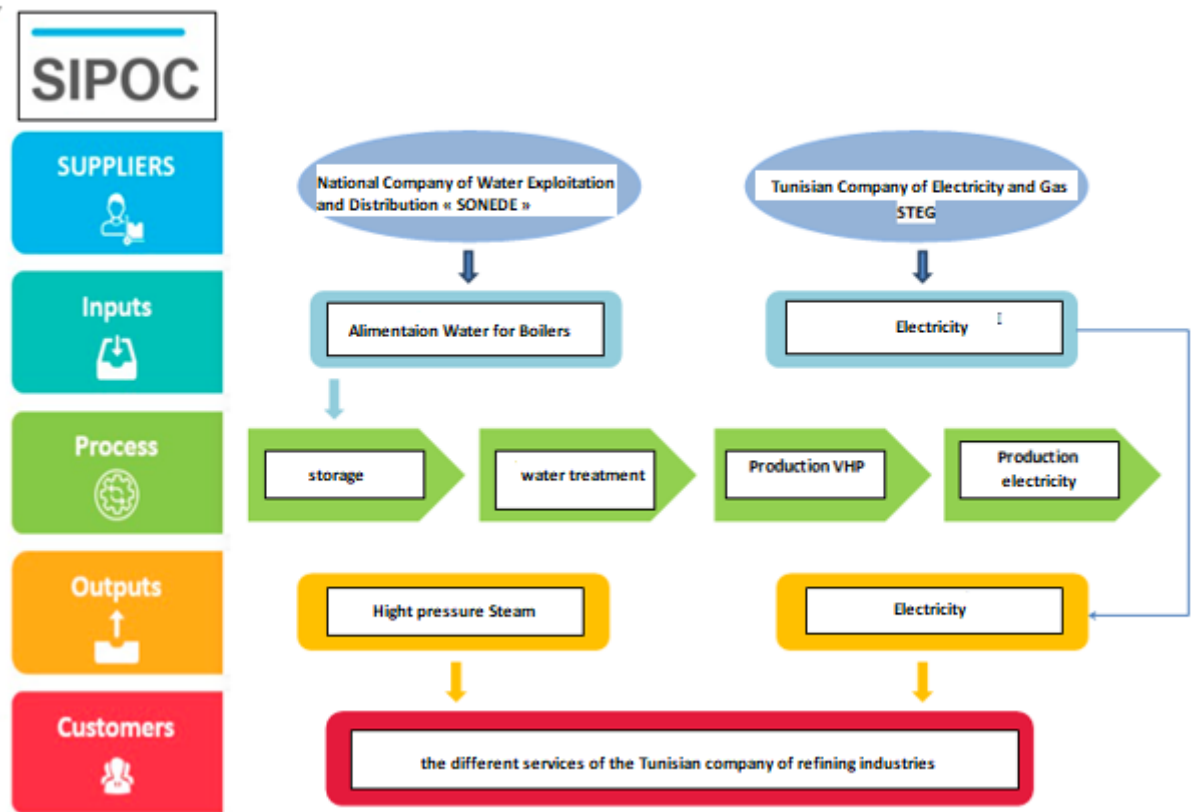 SIPOC
SUPPLIERS
National Company of Water Exploitation
and Distribution « SONEDE »
Tunisian Company of Electricity and Gas
STEG
Inputs
Alimentaion Water for Boilers
Electricity
Process
storage
water treatment
Production VHP
Production
electricity
Outputs
Hight pressure Steam
Electricity
Customers
the different services of the Tunisian company of refining industries